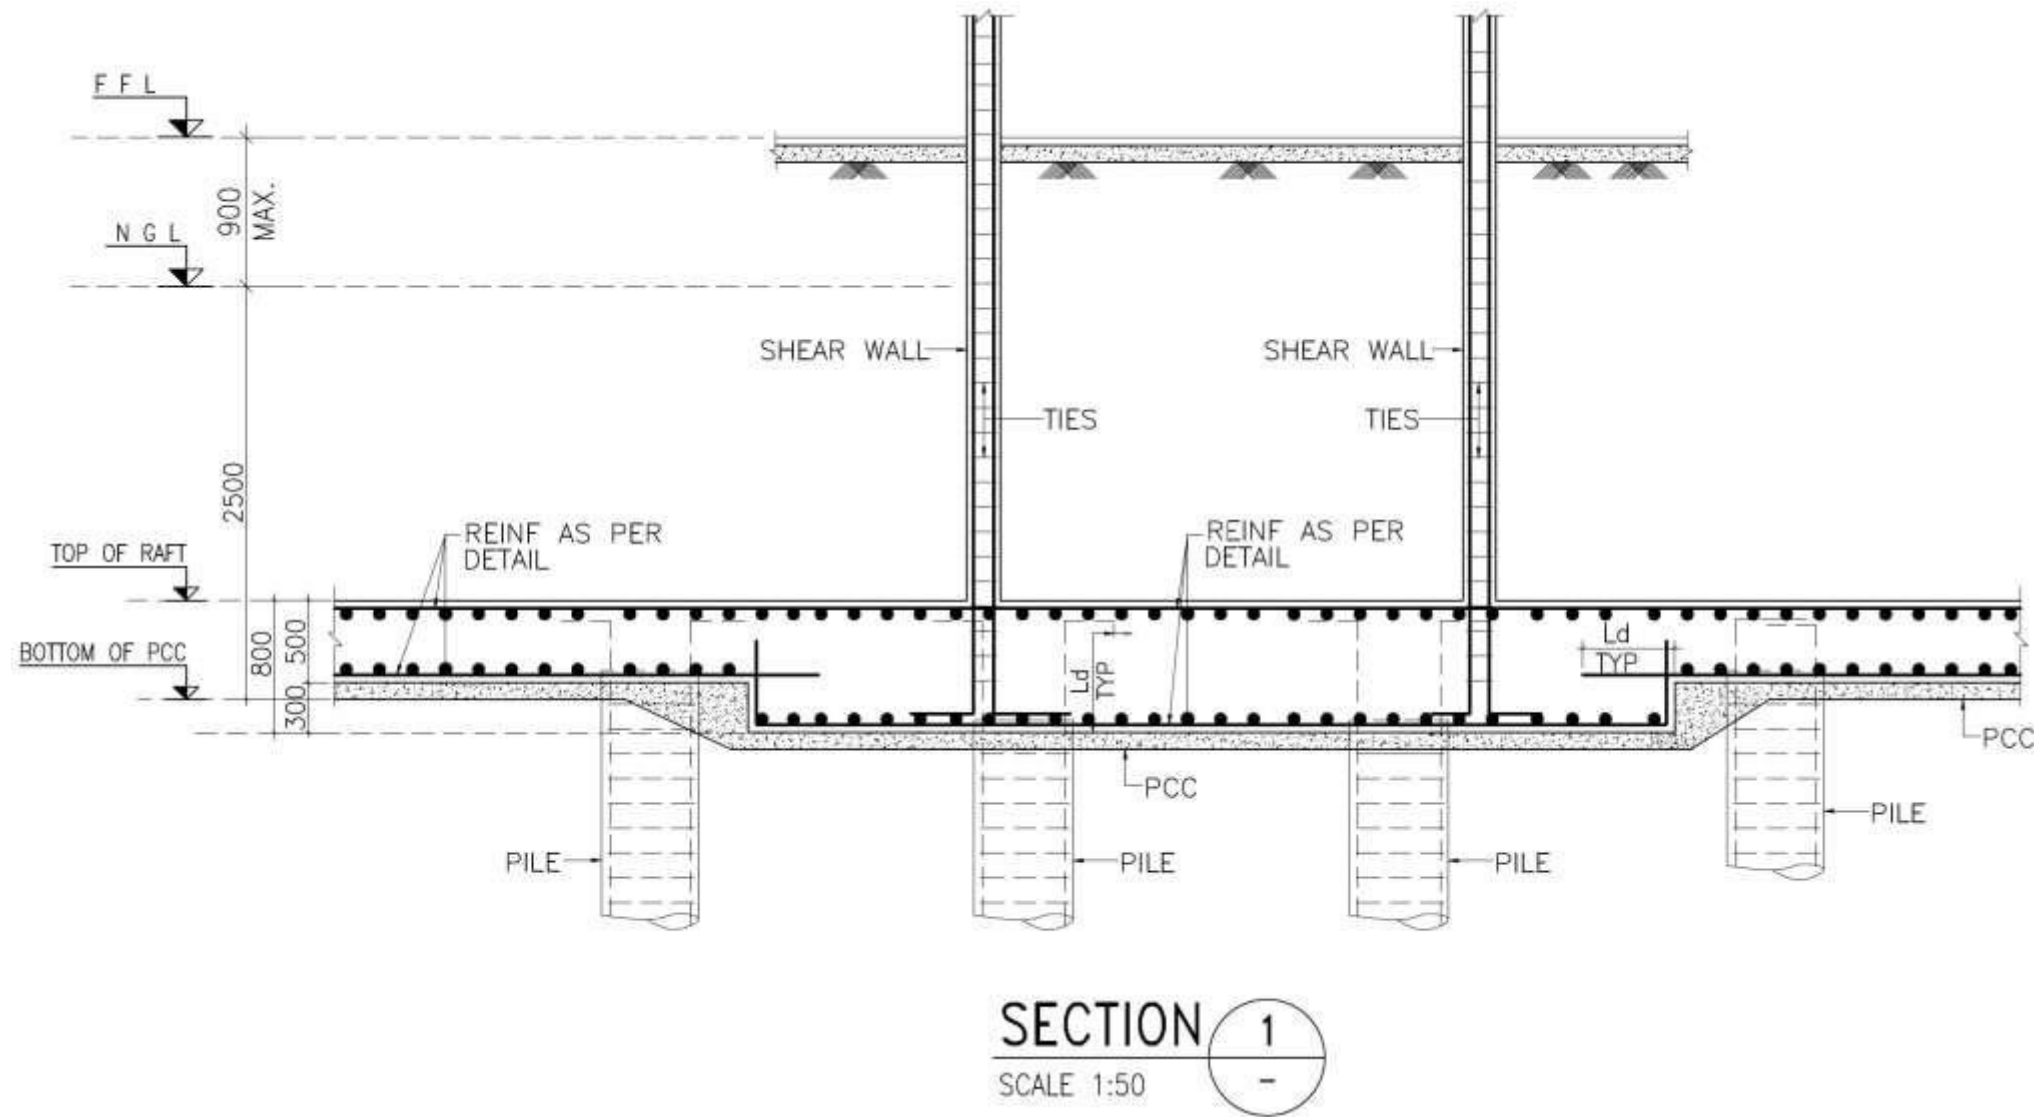 F F L
900
MAX.
N G L
SHEAR WALL
SHEAR WALL
TIES
TIES
2500
REINF AS PER
DETAIL
REINF AS PER
DETAIL
TOP OF RAFT
800
500
BOTTOM OF PCC
300
Ld
TYP
Ld
TYP
PCC
PCC
PILE
PILE
PILE
PILE
SECTION
1
SCALE 1:50
-